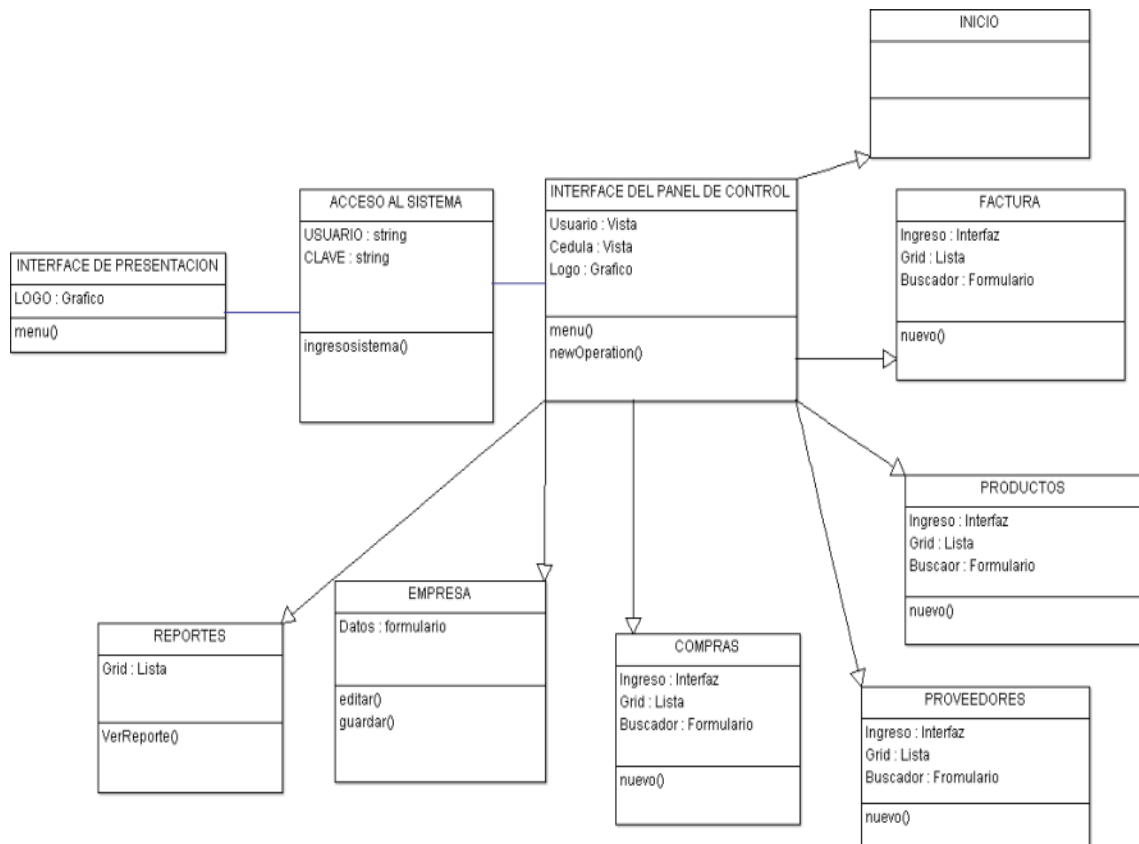 INICIO
INTERFACE DE PRESENTACION
LOGO : Grafico
menu()
ACCESO AL SISTEMA
USUARIO : string
CLAVE : string
ingresosistema()
INTERFACE DEL PANEL DE CONTROL
Usuario : Vista
Cedula : Vista
Logo : Grafico
menu()
newOperation()
FACTURA
Ingreso : Interfaz
Grid : Lista
Buscador : Formulario
nuevo()
PRODUCTOS
Ingreso : Interfaz
Grid : Lista
Buscaor : Formulario
nuevo()
REPORTES
Grid : Lista
VerReporte()
EMPRESA
Datos : formulario
editar()
guardar()
COMPRAS
Ingreso : Interfaz
Grid : Lista
Buscador : Formulario
nuevo()
PROVEEDORES
Ingreso : Interfaz
Grid : Lista
Buscador : Fromulario
nuevo()